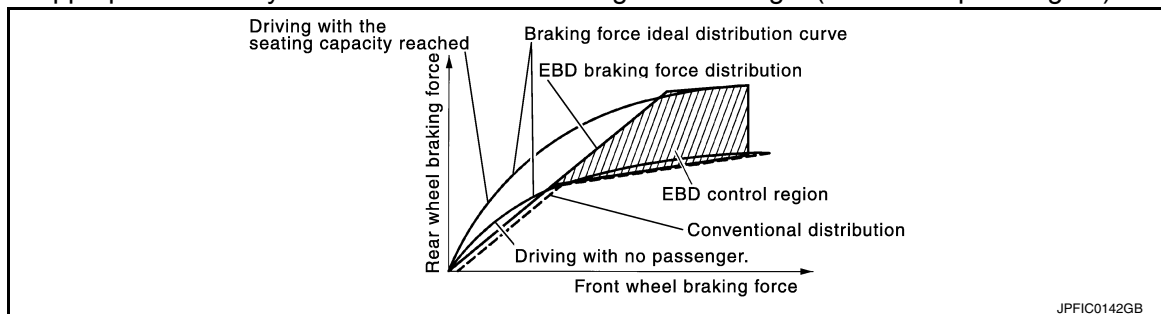 Driving with the
seating capacity reached
Braking force ideal distribution curve
EBD braking force distribution
Rear wheel braking force
EBD control region
Conventional distribution
Driving with no passenger.
Front wheel braking force
JPFIC0142GB